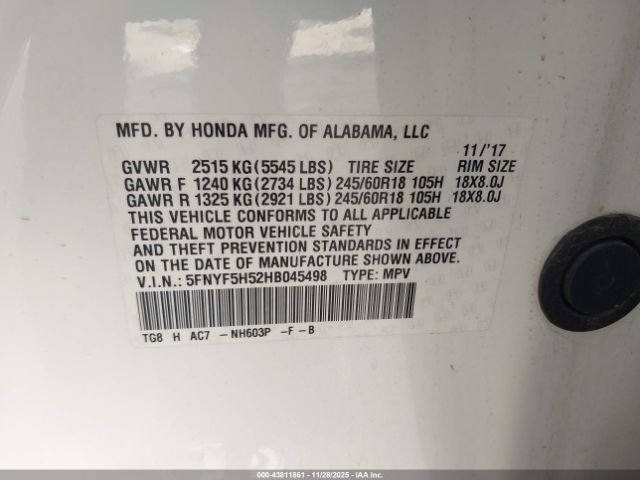 MFD. BY HONDA MFG. OF ALABAMA, LLC
11/'17
GVWR 2515 KG (5545 LBS) TIRE SIZE RIM SIZE
GAWR F 1240 KG (2734 LBS) 245/60R18 105H 18X8.0J
GAWR R 1325 KG (2921 LBS) 245/60R18 105H 18X8.0J
THIS VEHICLE CONFORMS TO ALL APPLICABLE
FEDERAL MOTOR VEHICLE SAFETY
AND THEFT PREVENTION STANDARDS IN EFFECT
ON THE DATE OF MANUFACTURE SHOWN ABOVE.
V.I.N.: 5FNYF5H52HB045498 TYPE: MPV
TG8 H AC7 -NH603P -F-B
000-43811861 - 11/28/2025 - IAAI Inc.